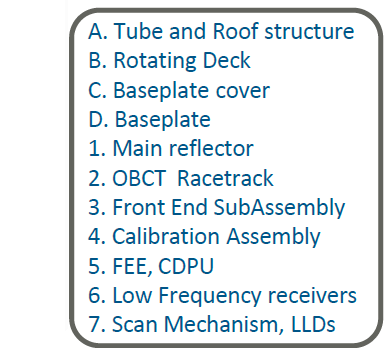 A. Tube and Roof structure
B. Rotating Deck
C. Baseplate cover
D. Baseplate
1. Main reflector
2. OBCT Racetrack
3. Front End SubAssembly
4. Calibration Assembly
5. FEE, CDPU
6. Low Frequency receivers
7. Scan Mechanism, LLDs